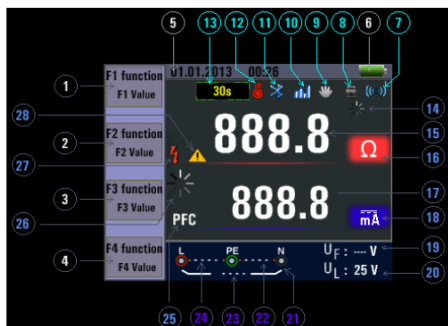 13 12 11 10 9 8 6 7
5
01.01.2013 00:26
1
F1 function
F1 Value
30s
14
28
2
F2 function
F2 Value
888.8
15
Ω
16
27
3
F3 function
F3 Value
26
PFC
888.8
17
mA
18
4
F4 function
F4 Value
L PE N
UF : --- V
19
UL : 25 V
20
25 24 23 22 21